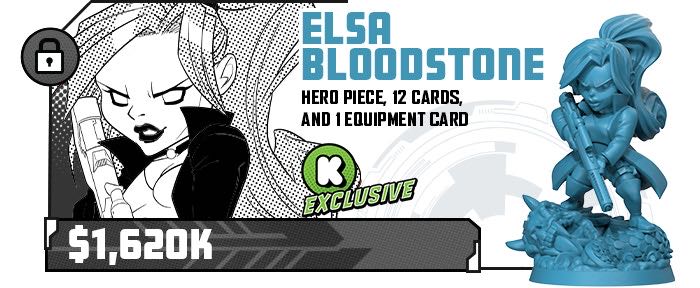 ELSA
BLOODSTONE
HERO PIECE, 12 CARDS,
AND 1 EQUIPMENT CARD
K
EXCLUSIVE
$1,620K